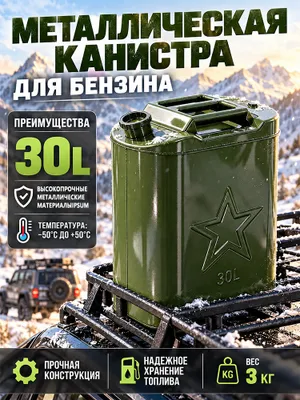 МЕТАЛЛИЧЕСКАЯ
КАНИСТРА
ДЛЯ БЕНЗИНА
ПРЕИМУЩЕСТВА
30L
ВЫСОКОПРОЧНЫЕ
МЕТАЛЛИЧЕСКИЕ
МАТЕРИАЛЫIPSUM
ТЕМПЕРАТУРА:
-50°C ДО +50°C
30L
ПРОЧНАЯ
КОНСТРУКЦИЯ
НАДЕЖНОЕ
ХРАНЕНИЕ
ТОПЛИВА
KG
ВЕС
3 КГ